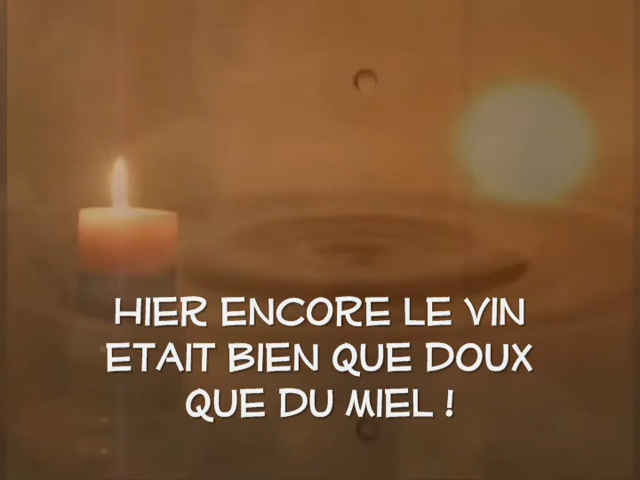 HIER ENCORE LE VIN
ETAIT BIEN QUE DOUX
QUE DU MIEL !